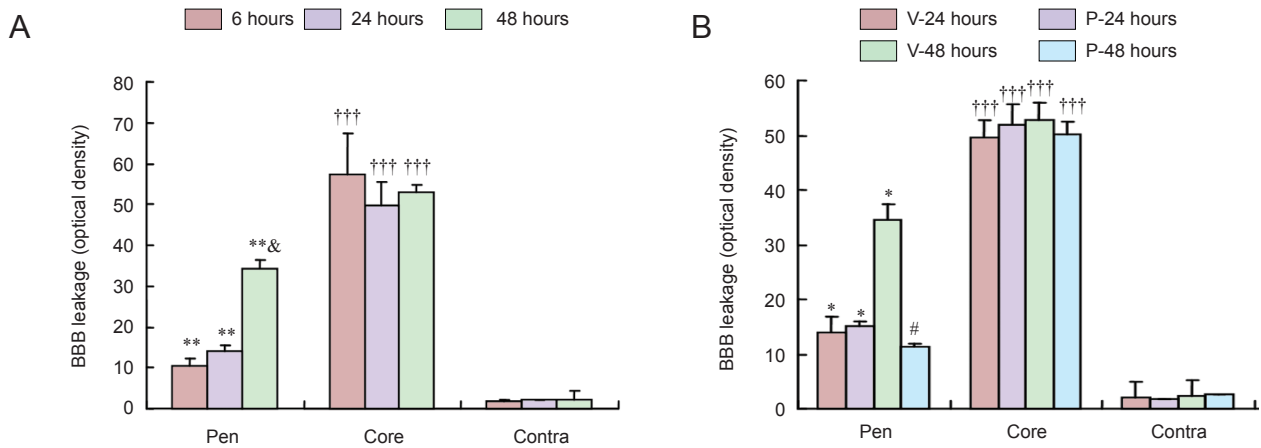 A
6 hours
24 hours
48 hours
BBB leakage (optical density)
80
70
60
50
40
30
20
10
0
**
**
**&
†††
†††
†††
Pen
Core
Contra
B
V-24 hours
P-24 hours
V-48 hours
P-48 hours
BBB leakage (optical density)
60
50
40
30
20
10
0
*
*
*
#
†††
†††
†††
†††
Pen
Core
Contra